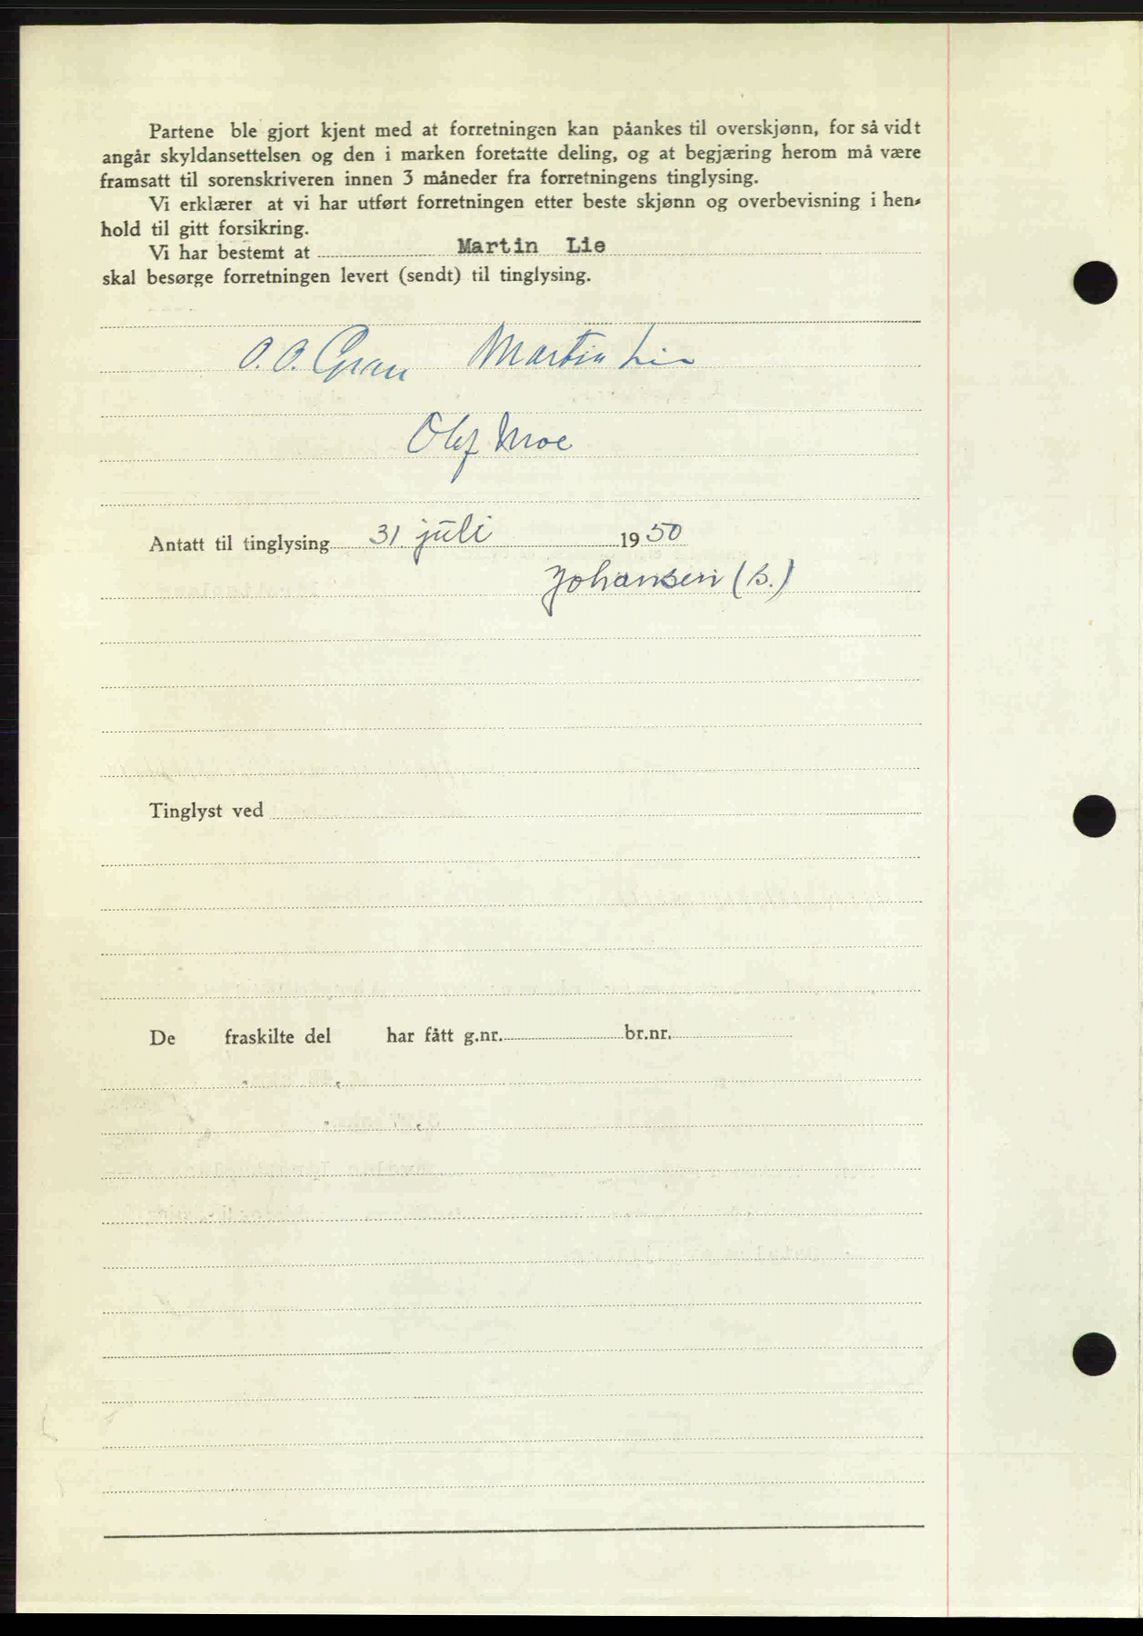 Partene ble gjort kjent med at forretningen kan påankes til overskjønn, for så vidt
angår skyldansettelsen og den i marken foretatte deling, og at begjæring herom må være
framsatt til sorenskriveren innen 3 måneder fra forretningens tinglysing.
Vi erklærer at vi har utført forretningen etter beste skjønn og overbevisning i hen-
hold til gitt forsikring.
Vi har bestemt at Martin Lie
skal besørge forretningen levert (sendt) til tinglysing.
O. O. Gran Martin Lie
Olef Moe
Antatt til tinglysing 31 juli 1950
Johansen (b.)
Tinglyst ved
De fraskilte del har fått g.nr. br.nr.